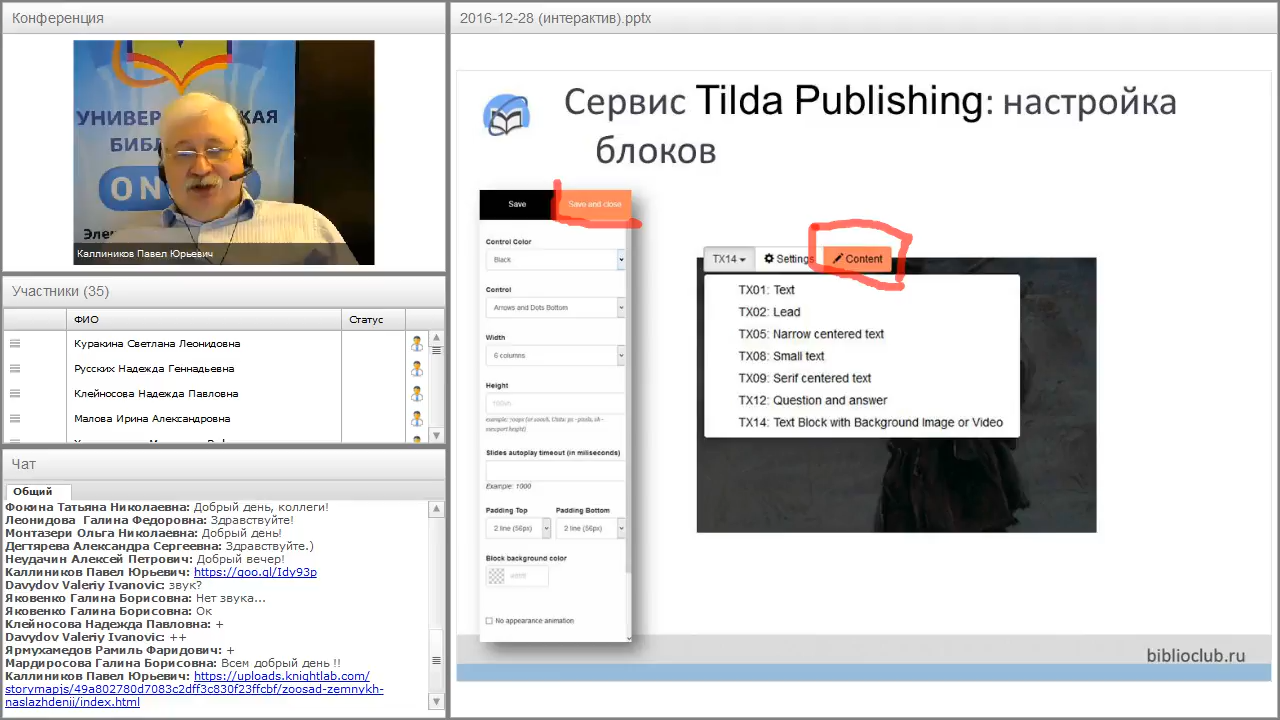 Конференция
УНИВЕР СКАЯ
БИБЛ
ON
Эле
Каллиников Павел Юрьевич
Участники (35)
ФИО
Статус
Куракина Светлана Леонидовна
Русских Надежда Геннадьевна
Клейносова Надежда Павловна
Малова Ирина Александровна
Чат
Общий
Фокина Татьяна Николаевна: Добрый день, коллеги!
Леонидова Галина Федоровна: Здравствуйте!
Монтазери Ольга Николаевна: Добрый день!
Дегтярева Александра Сергеевна: Здравствуйте.)
Неудачин Алексей Петрович: Добрый вечер!
Каллиников Павел Юрьевич: https://goo.gl/Idy93p
Davydov Valeriy Ivanovic: звук?
Яковенко Галина Борисовна: Нет звука...
Яковенко Галина Борисовна: Ок
Клейносова Надежда Павловна: +
Davydov Valeriy Ivanovic: ++
Ярмухамедов Рамиль Фаридович: +
Мардиросова Галина Борисовна: Всем добрый день !!
Каллиников Павел Юрьевич: https://uploads.knightlab.com/
storymapjs/49a802780d7083c2dff3c830f23ffcbf/zoosad-zemnykh-
naslazhdenii/index.html
2016-12-28 (интерактив).pptx
Сервис Tilda Publishing: настройка
блоков
Save
Save and close
Control Color
Black
Control
Arrows and Dots Bottom
Width
6 columns
Height
100vh
Slides autoplay timeout (in miliseconds)
Example: 1000
Padding Top
Padding Bottom
2 line (56px)
2 line (56px)
Block background color
No appearance animation
TX14
Settings
Content
TX01: Text
TX02: Lead
TX05: Narrow centered text
TX08: Small text
TX09: Serif centered text
TX12: Question and answer
TX14: Text Block with Background Image or Video
biblioclub.ru